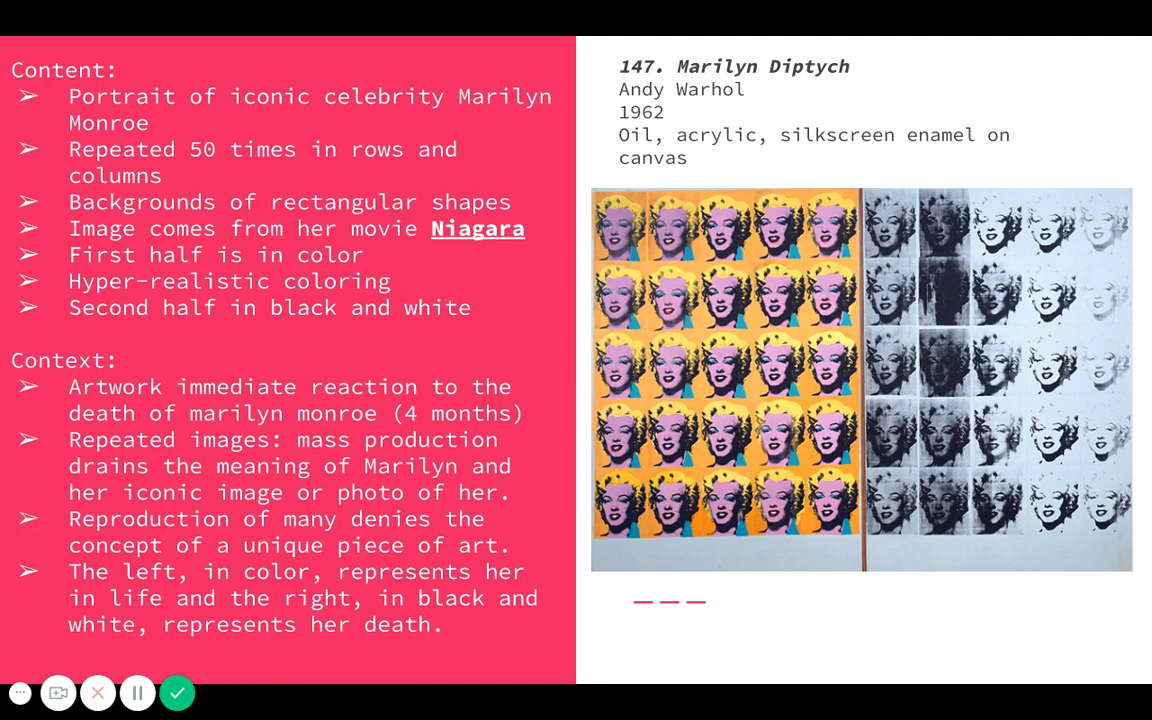 Content:
➢ Portrait of iconic celebrity Marilyn
Monroe
➢ Repeated 50 times in rows and
columns
➢ Backgrounds of rectangular shapes
➢ Image comes from her movie Niagara
➢ First half is in color
➢ Hyper-realistic coloring
➢ Second half in black and white
Context:
➢ Artwork immediate reaction to the
death of marilyn monroe (4 months)
➢ Repeated images: mass production
drains the meaning of Marilyn and
her iconic image or photo of her.
➢ Reproduction of many denies the
concept of a unique piece of art.
➢ The left, in color, represents her
in life and the right, in black and
white, represents her death.
147. Marilyn Diptych
Andy Warhol
1962
Oil, acrylic, silkscreen enamel on
canvas